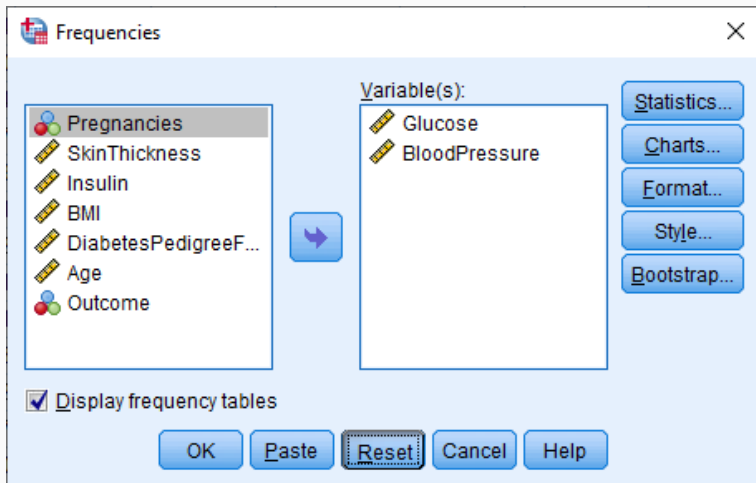 Frequencies
Pregnancies
SkinThickness
Insulin
BMI
DiabetesPedigreeF...
Age
Outcome
Variable(s):
Glucose
BloodPressure
Statistics...
Charts...
Format...
Style...
Bootstrap...
Display frequency tables
OK Paste Reset Cancel Help